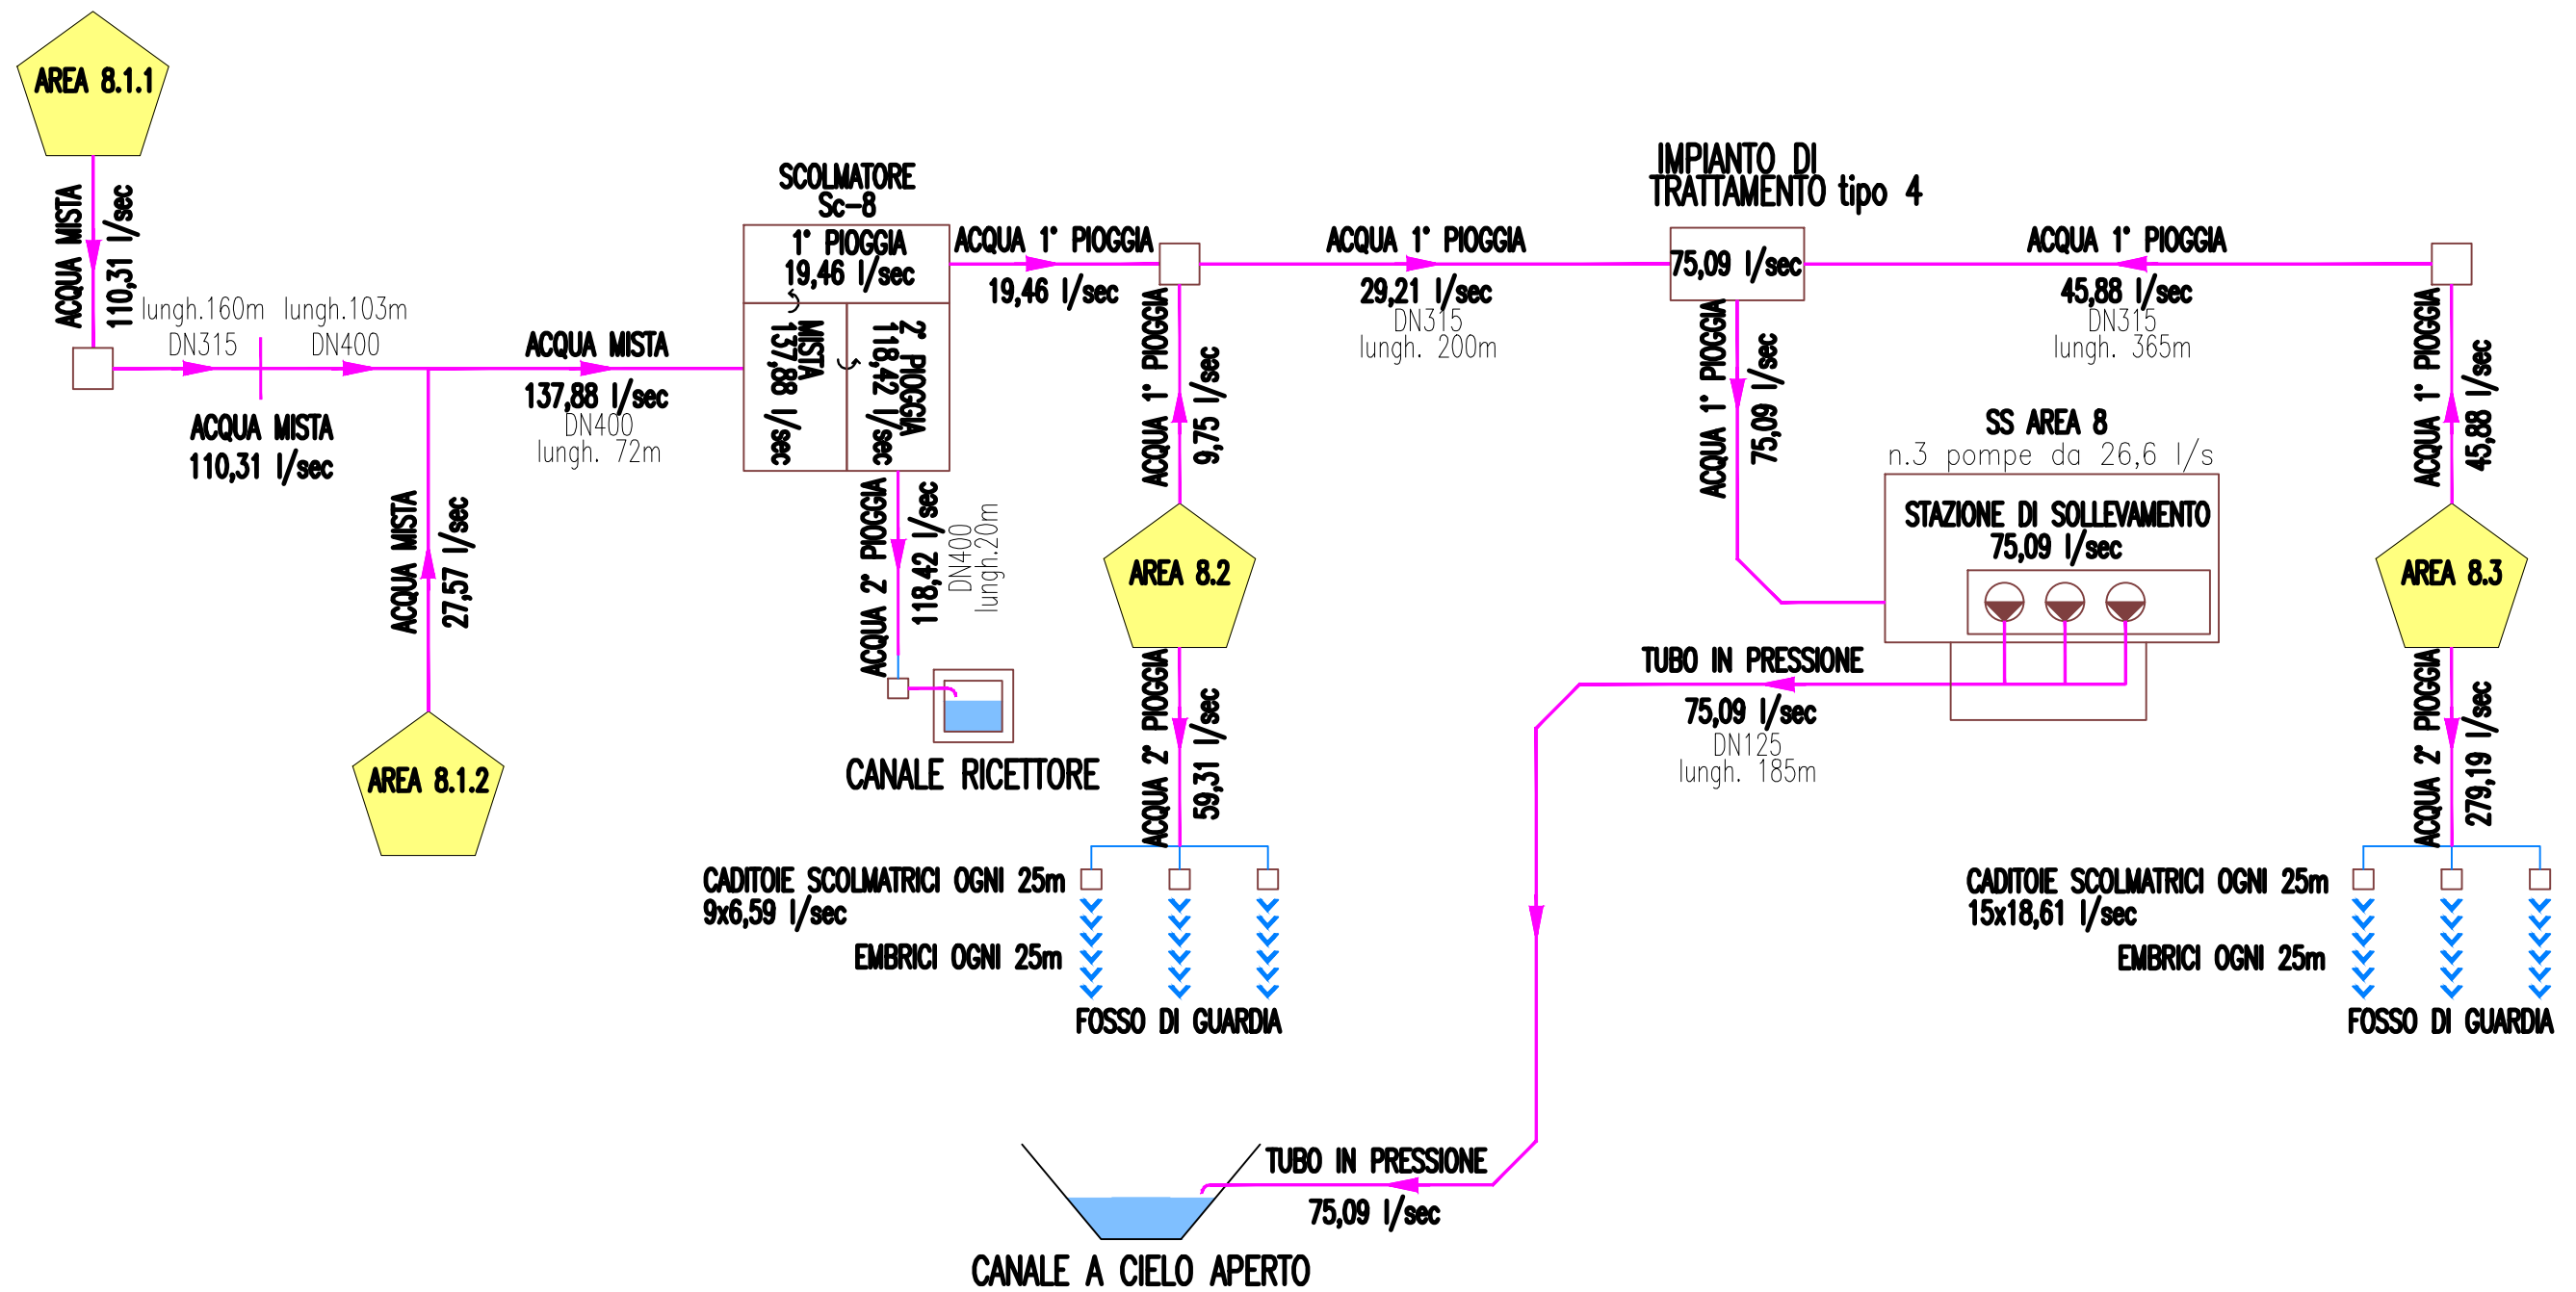 AREA 8.1.1
ACQUA MISTA
110,31 l/sec
lungh.160m
DN315
lungh.103m
DN400
ACQUA MISTA
110,31 l/sec
ACQUA MISTA
27,57 l/sec
AREA 8.1.2
ACQUA MISTA
137,88 l/sec
DN400
lungh. 72m
SCOLMATORE
Sc-8
1° PIOGGIA
19,46 l/sec
MISTA
137,88 l/sec
2° PIOGGIA
118,42 l/sec
ACQUA 2° PIOGGIA
118,42 l/sec
DN400
lungh.20m
CANALE RICETTORE
ACQUA 1° PIOGGIA
19,46 l/sec
ACQUA 1° PIOGGIA
9,75 l/sec
AREA 8.2
ACQUA 2° PIOGGIA
59,31 l/sec
CADITOIE SCOLMATRICI OGNI 25m
9x6,59 l/sec
EMBRICI OGNI 25m
FOSSO DI GUARDIA
ACQUA 1° PIOGGIA
29,21 l/sec
DN315
lungh. 200m
IMPIANTO DI
TRATTAMENTO tipo 4
75,09 l/sec
ACQUA 1° PIOGGIA
75,09 l/sec
ACQUA 1° PIOGGIA
45,88 l/sec
DN315
lungh. 365m
SS AREA 8
n.3 pompe da 26,6 l/s
STAZIONE DI SOLLEVAMENTO
75,09 l/sec
TUBO IN PRESSIONE
75,09 l/sec
DN125
lungh. 185m
ACQUA 1° PIOGGIA
45,88 l/sec
AREA 8.3
ACQUA 2° PIOGGIA
279,19 l/sec
CADITOIE SCOLMATRICI OGNI 25m
15x18,61 l/sec
EMBRICI OGNI 25m
FOSSO DI GUARDIA
TUBO IN PRESSIONE
75,09 l/sec
CANALE A CIELO APERTO